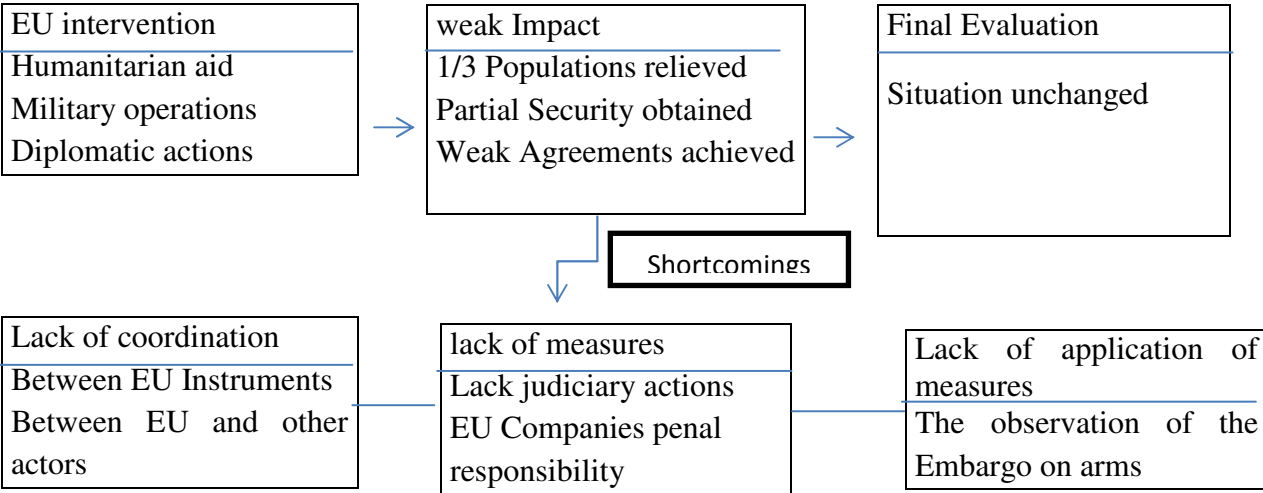 EU intervention
Humanitarian aid
Military operations
Diplomatic actions
weak Impact
1/3 Populations relieved
Partial Security obtained
Weak Agreements achieved
Final Evaluation
Situation unchanged
Shortcomings
Lack of coordination
Between EU Instruments
Between EU and other
actors
lack of measures
Lack judiciary actions
EU Companies penal
responsibility
Lack of application of
measures
The observation of the
Embargo on arms